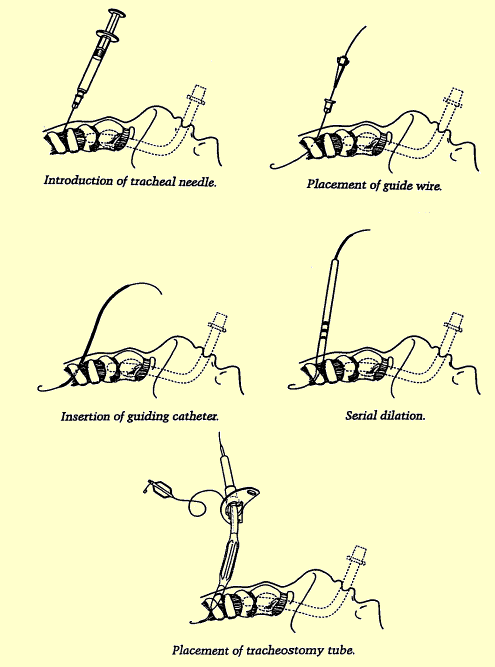 Introduction of tracheal needle.
Placement of guide wire.
Insertion of guiding catheter.
Serial dilation.
Placement of tracheostomy tube.